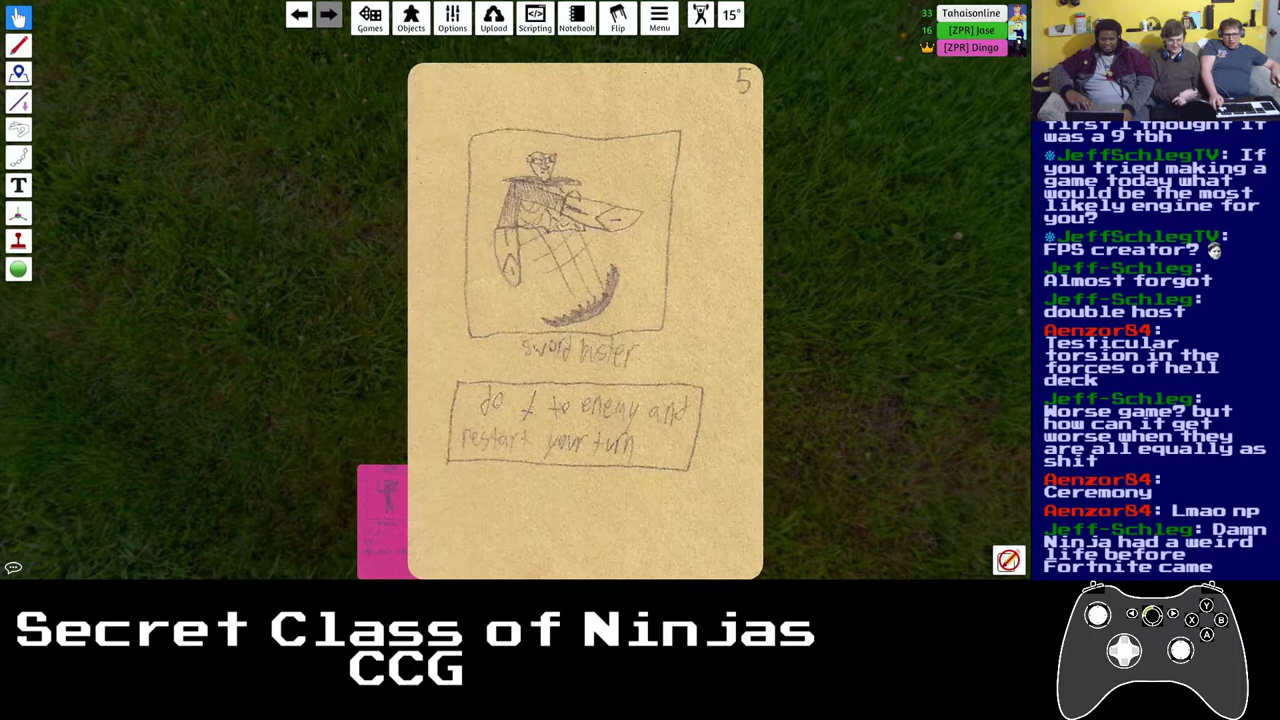 Games
Objects
Options
Upload
Scripting
Notebook
Flip
Menu
15°
33 Tahaisonline
16 [ZPR] Jase
[ZPR] Dingo
T
5
sword buster
do 7 to enemy and
restart your turn
first I thought it
was a 9 tbh
JeffSchlegTV: If
you tried making a
game today what
would be the most
likely engine for
you?
JeffSchlegTV:
FPS creator?
Jeff-Schleg:
Almost forgot
Jeff-Schleg:
double host
Aenzor84:
Testicular
torsion in the
forces of hell
deck
Jeff-Schleg:
Worse game? but
how can it get
worse when they
are all equally as
shit
Aenzor84:
Ceremony
Aenzor84: Lmao np
Jeff-Schleg: Damn
Ninja had a weird
life before
Fortnite came
Y
X B
A
Secret Class of Ninjas
CCG